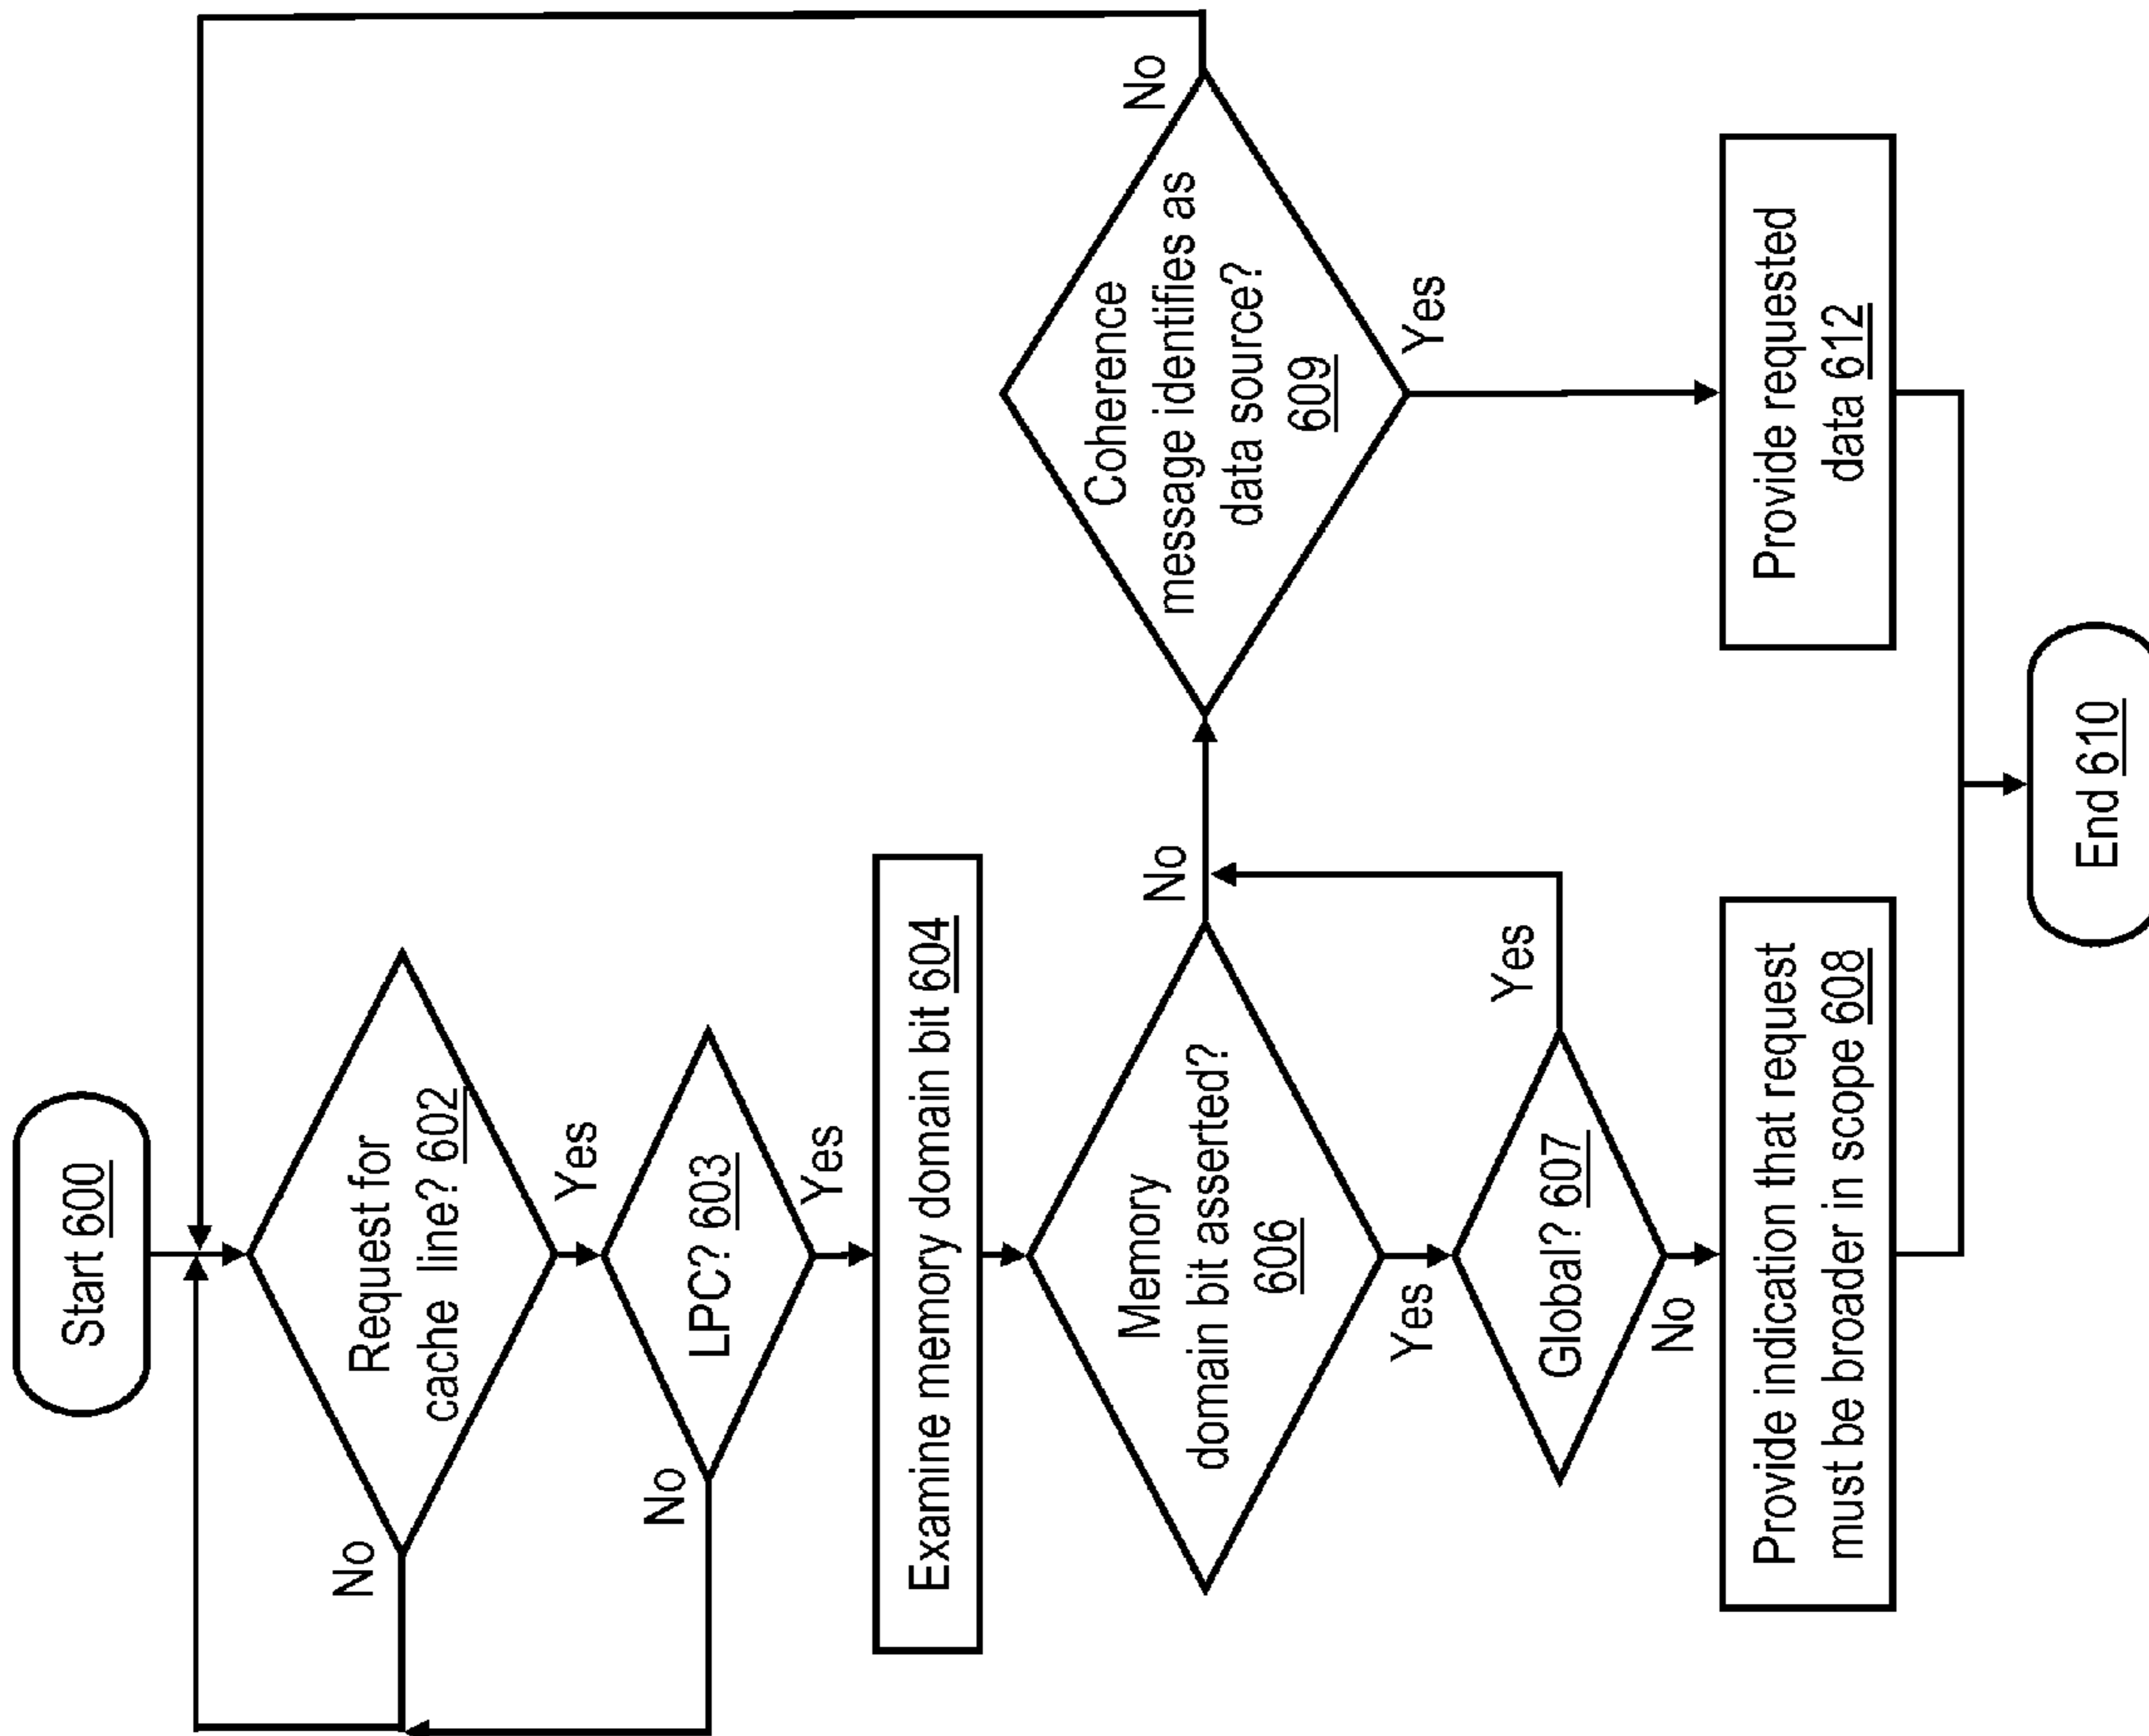 Start 600
Request for
cache line? 602
No
Yes
LPC? 603
No
Yes
Examine memory domain bit 604
Memory
domain bit asserted?
606
No
Yes
Global? 607
Yes
No
Provide indication that request
must be broader in scope 608
Coherence
message identifies as
data source?
609
No
Yes
Provide requested
data 612
End 610